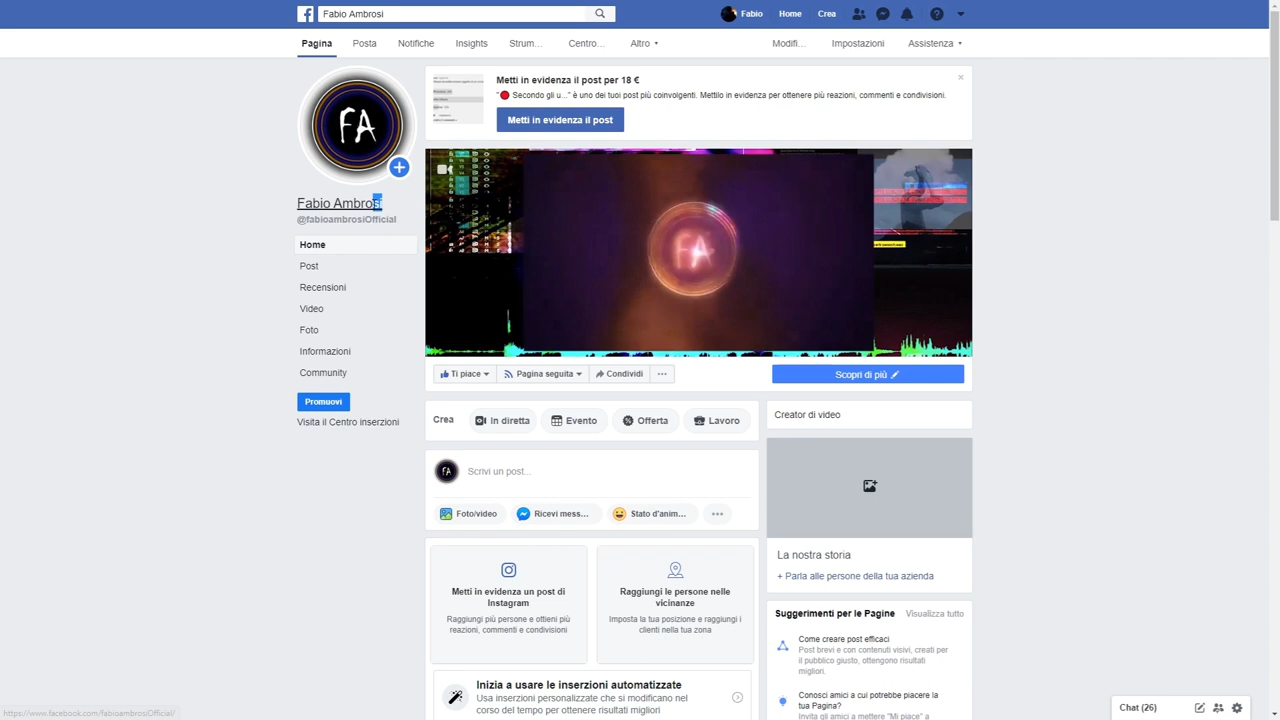 Fabio Ambrosi
Fabio
Home
Crea
Pagina
Posta
Notifiche
Insights
Strum...
Centro...
Altro
Modifi...
Impostazioni
Assistenza
FA
Fabio Ambrosi
@fabioambrosiOfficial
Home
Post
Recensioni
Video
Foto
Informazioni
Community
Promuovi
Visita il Centro inserzioni
Metti in evidenza il post per 18 €
"🔴 Secondo gli u..." è uno dei tuoi post più coinvolgenti. Mettilo in evidenza per ottenere più reazioni, commenti e condivisioni.
Metti in evidenza il post
FA
Ti piace
Pagina seguita
Condividi
...
Scopri di più
Crea
In diretta
Evento
Offerta
Lavoro
FA
Scrivi un post...
Foto/video
Ricevi mess...
Stato d'anim...
...
Metti in evidenza un post di
Instagram
Raggiungi più persone e ottieni più
reazioni, commenti e condivisioni
Raggiungi le persone nelle
vicinanze
Imposta la tua posizione e raggiungi i
clienti nella tua zona
Inizia a usare le inserzioni automatizzate
Usa inserzioni personalizzate che si modificano nel
corso del tempo per ottenere risultati migliori
Creator di video
La nostra storia
+ Parla alle persone della tua azienda
Suggerimenti per le Pagine
Visualizza tutto
Come creare post efficaci
Post brevi e con contenuti visivi, creati per
il pubblico giusto, ottengono risultati
migliori.
Conosci amici a cui potrebbe piacere la
tua Pagina?
Invita gli amici a mettere "Mi piace" a
Chat (26)
https://www.facebook.com/fabioambrosiOfficial/